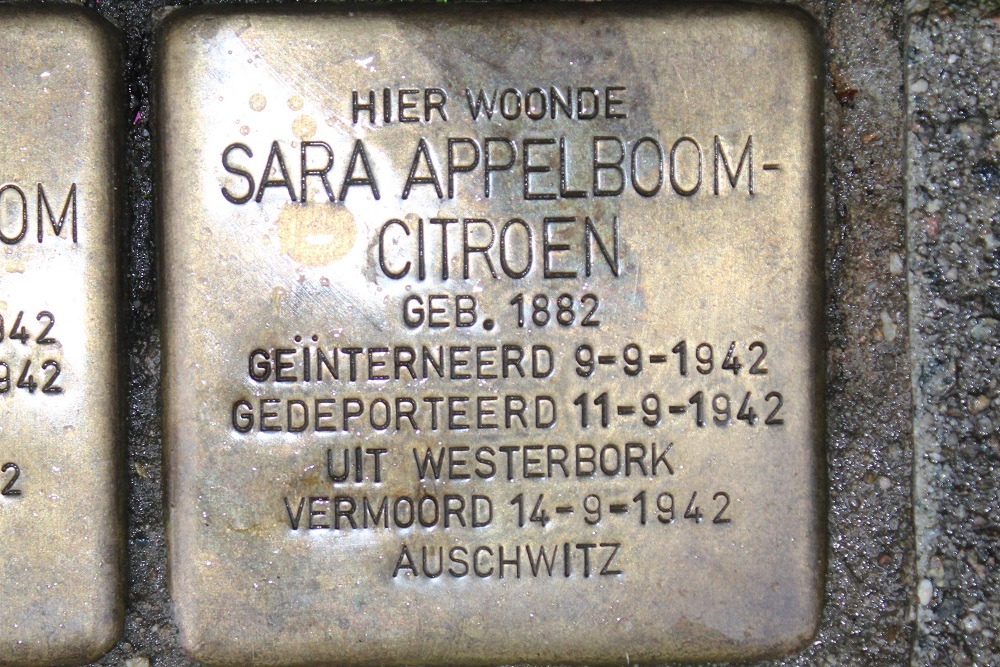 HIER WOONDE
SARA APPELBOOM-
CITROEN
GEB. 1882
GEÏNTERNEERD 9-9-1942
GEDEPORTEERD 11-9-1942
UIT WESTERBORK
VERMOORD 14-9-1942
AUSCHWITZ